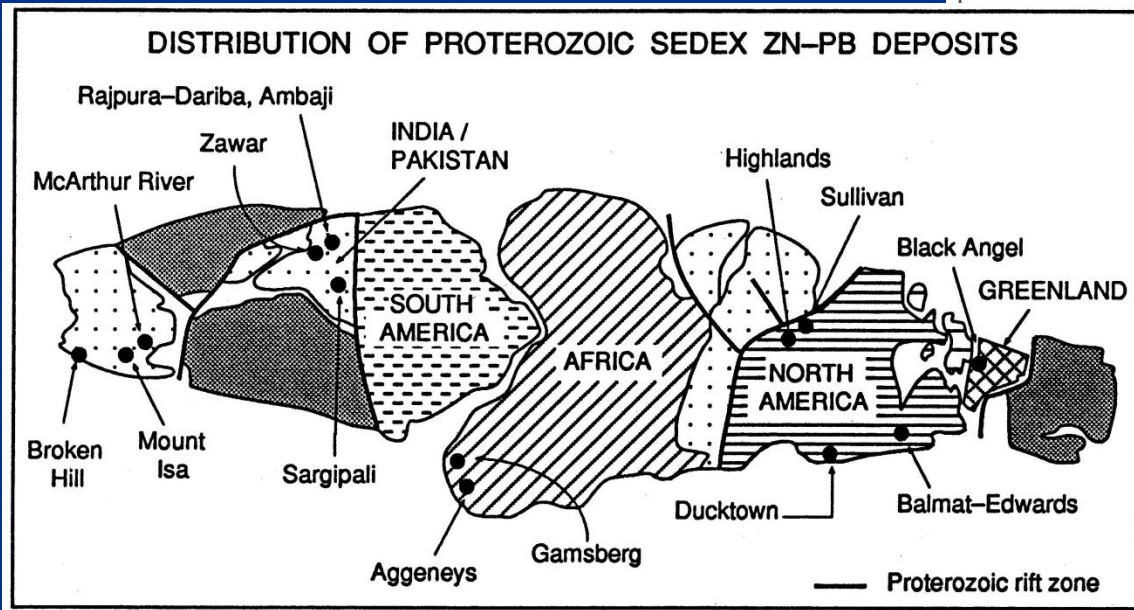 DISTRIBUTION OF PROTEROZOIC SEDEX ZN–PB DEPOSITS
Rajpura–Dariba, Ambaji
Zawar
INDIA /
PAKISTAN
McArthur River
Highlands
Sullivan
Black Angel
GREENLAND
SOUTH
AMERICA
AFRICA
NORTH
AMERICA
Broken
Hill
Mount
Isa
Sargipali
Aggeneys
Gamsberg
Ducktown
Balmat–Edwards
Proterozoic rift zone